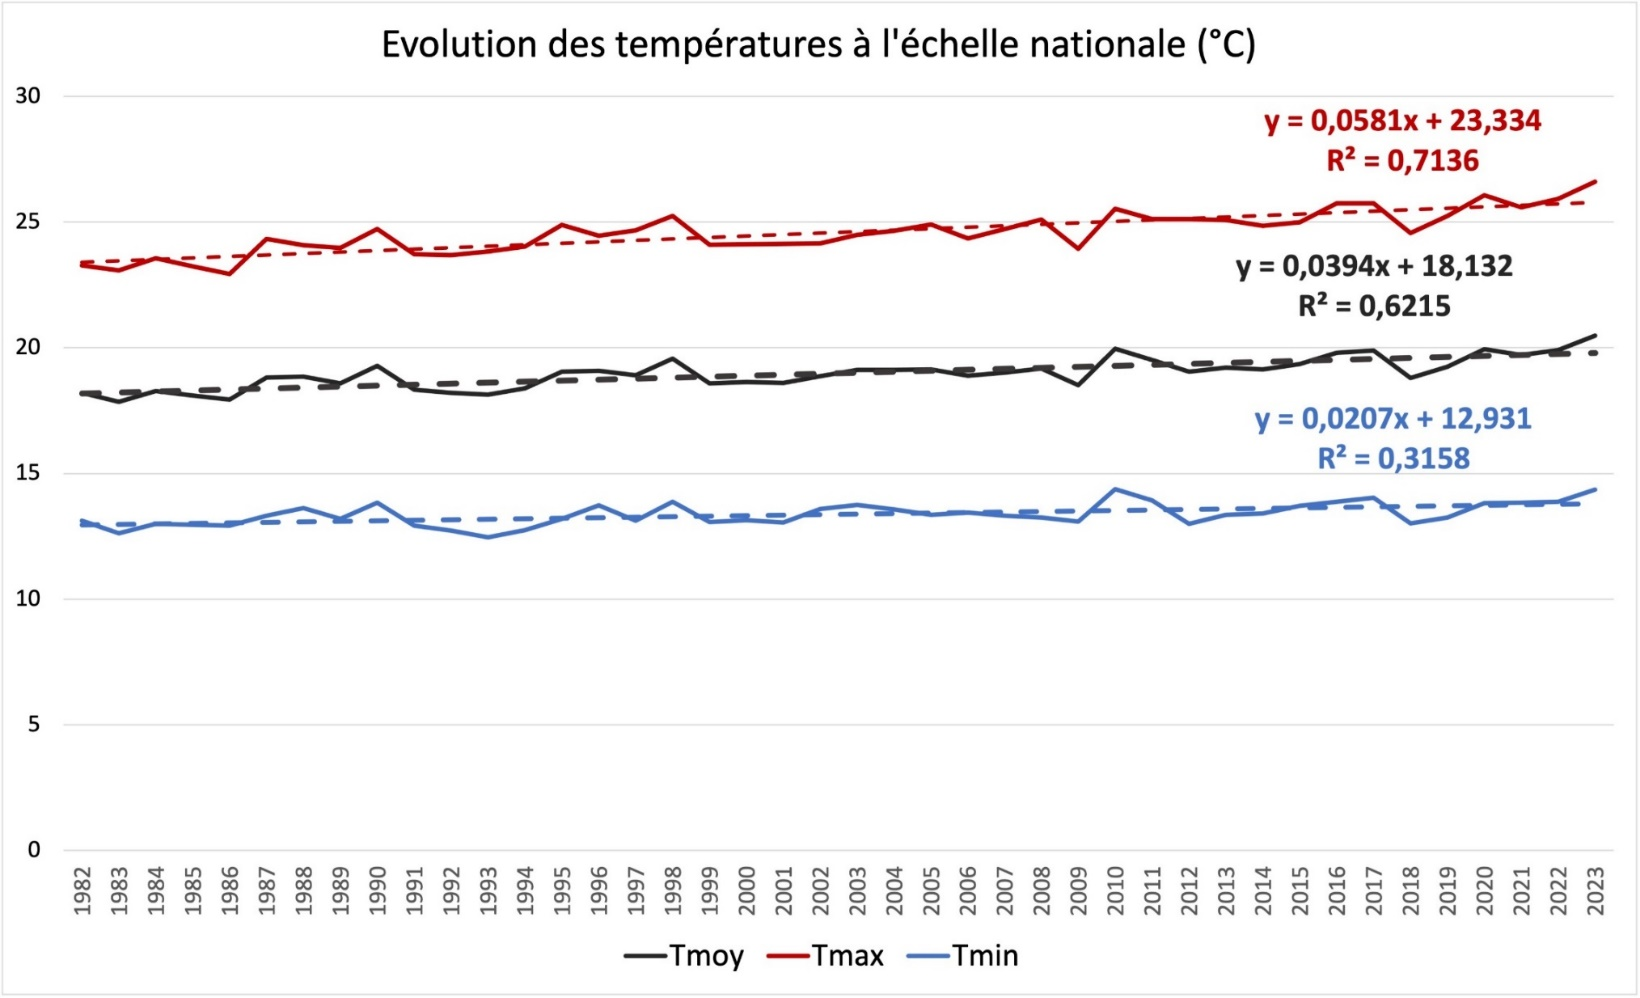 Evolution des températures à l'échelle nationale (°C)
30
25
20
15
10
5
0
y = 0,0581x + 23,334
R² = 0,7136
y = 0,0394x + 18,132
R² = 0,6215
y = 0,0207x + 12,931
R² = 0,3158
1982 1983 1984 1985 1986 1987 1988 1989 1990 1991 1992 1993 1994 1995 1996 1997 1998 1999 2000 2001 2002 2003 2004 2005 2006 2007 2008 2009 2010 2011 2012 2013 2014 2015 2016 2017 2018 2019 2020 2021 2022 2023
Tmoy Tmax Tmin